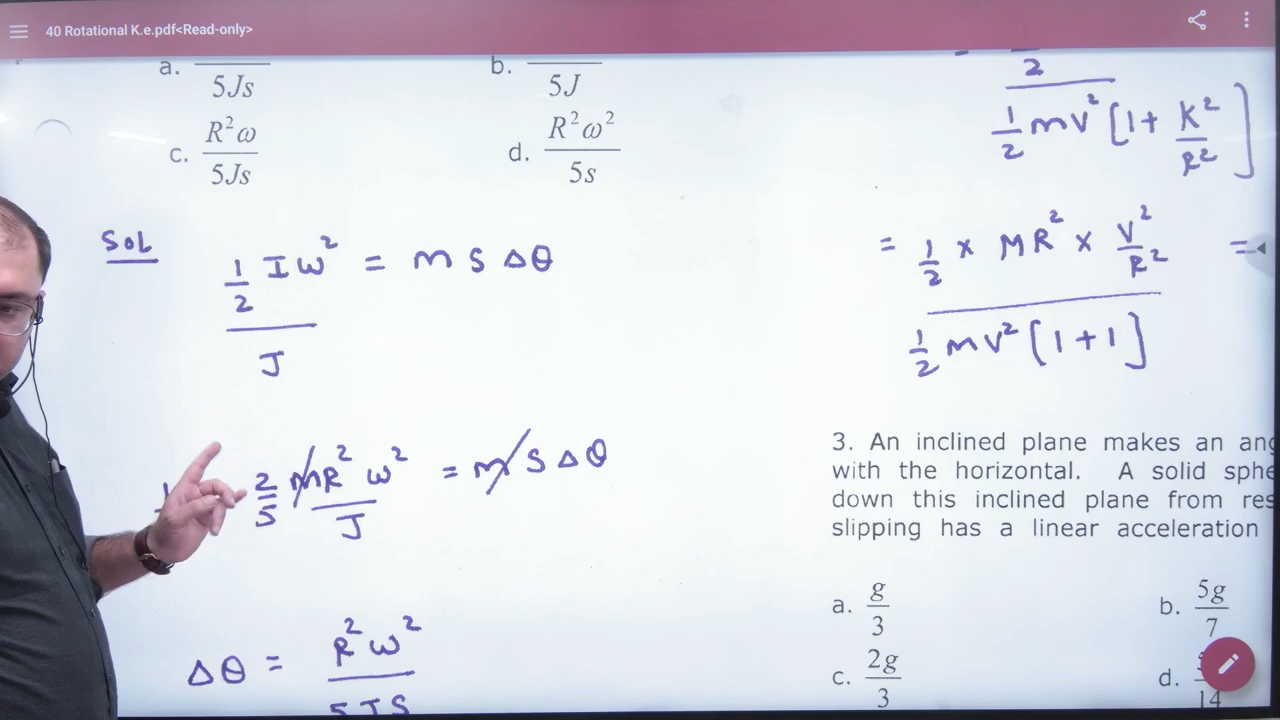 40 Rotational K.e.pdf<Read-only>
a. 5Js
b. 5J
c. R²ω / 5Js
d. R²ω² / 5s
SOL
1/2 Iω² / J = m s Δθ
2/5 mR² ω² / J = m s Δθ
Δθ = R² ω² / 5JS
= 2
1/2 mv² [1 + K²/R²]
= 1/2 × MR² × V²/R² =
1/2 mv² [1 + 1]
3. An inclined plane makes an
with the horizontal. A solid
down this inclined plane from
slipping has a linear acceleration
a. g/3
b. 5g/7
c. 2g/3
d. 14